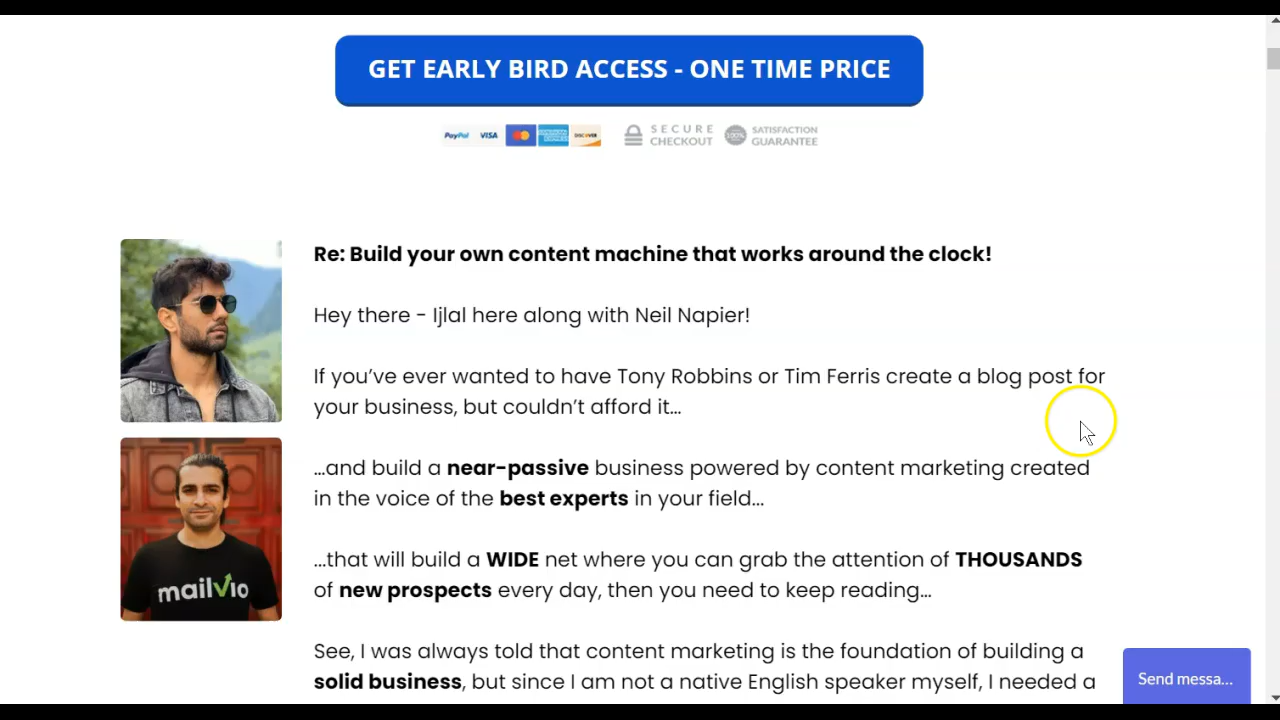 GET EARLY BIRD ACCESS - ONE TIME PRICE
PayPal VISA MasterCard AMERICAN EXPRESS DISCOVER SECURE CHECKOUT 100% SATISFACTION GUARANTEE
Re: Build your own content machine that works around the clock!
Hey there - Ijlal here along with Neil Napier!
If you’ve ever wanted to have Tony Robbins or Tim Ferris create a blog post for
your business, but couldn’t afford it…
…and build a near-passive business powered by content marketing created
in the voice of the best experts in your field…
…that will build a WIDE net where you can grab the attention of THOUSANDS
of new prospects every day, then you need to keep reading…
mailvio
See, I was always told that content marketing is the foundation of building a
solid business, but since I am not a native English speaker myself, I needed a
Send messa...